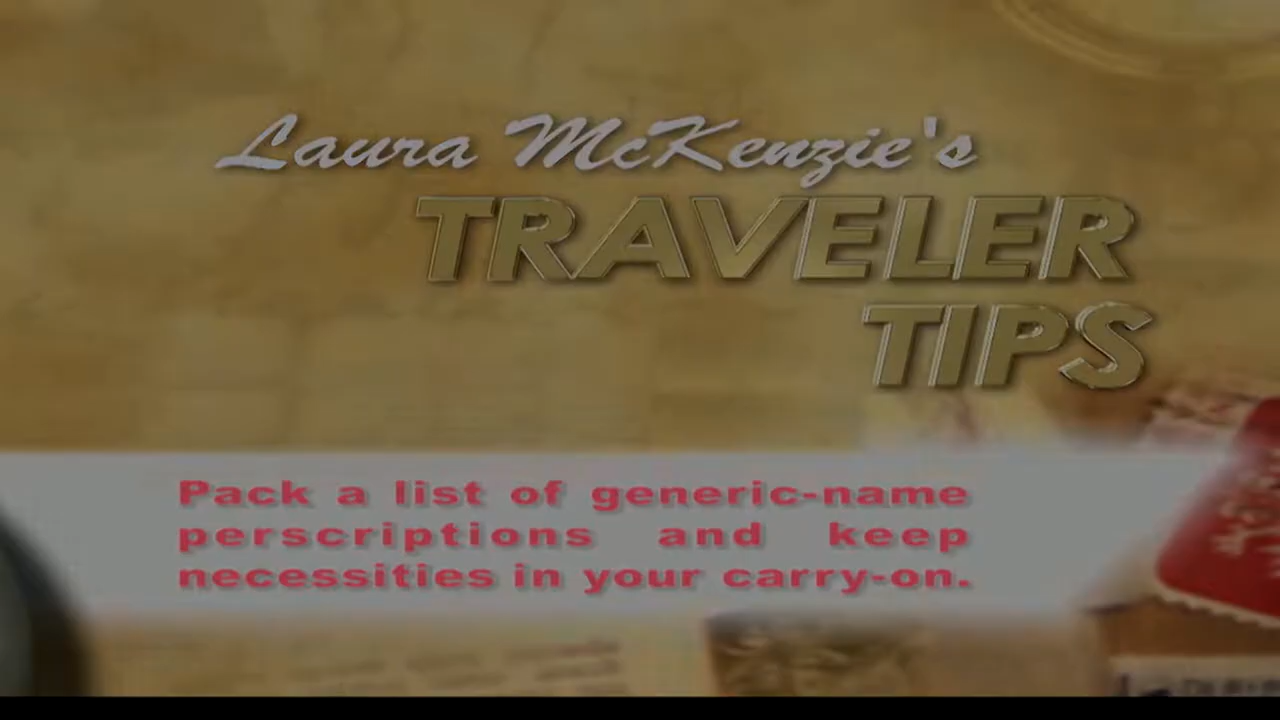 Laura McKenzie's
TRAVELER
TIPS
Pack a list of generic-name
perscriptions and keep
necessities in your carry-on.